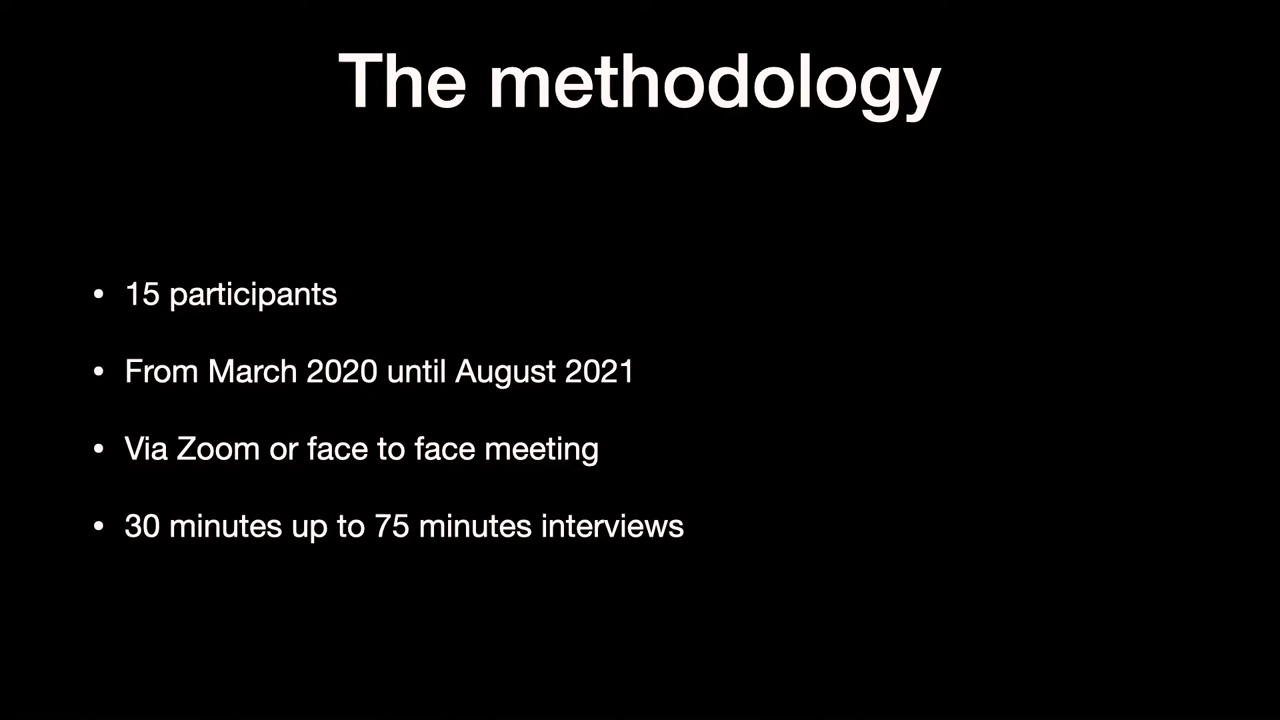 The methodology
• 15 participants
• From March 2020 until August 2021
• Via Zoom or face to face meeting
• 30 minutes up to 75 minutes interviews